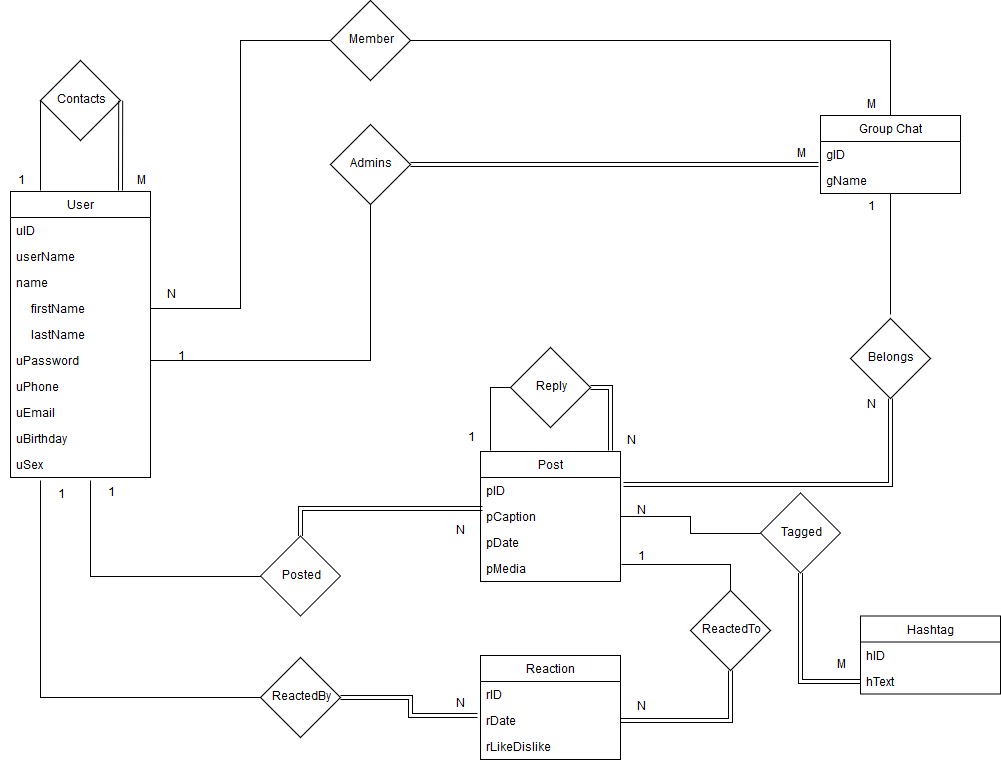 Member
Contacts
M
Group Chat
gID
gName
Admins
M
1
M
1
User
uID
userName
name
firstName
lastName
uPassword
uPhone
uEmail
uBirthday
uSex
N
1
Belongs
N
Reply
1
N
Post
pID
pCaption
pDate
pMedia
1
1
N
N
1
Tagged
Posted
ReactedTo
Hashtag
hID
hText
M
Reaction
rID
rDate
rLikeDislike
ReactedBy
N
N